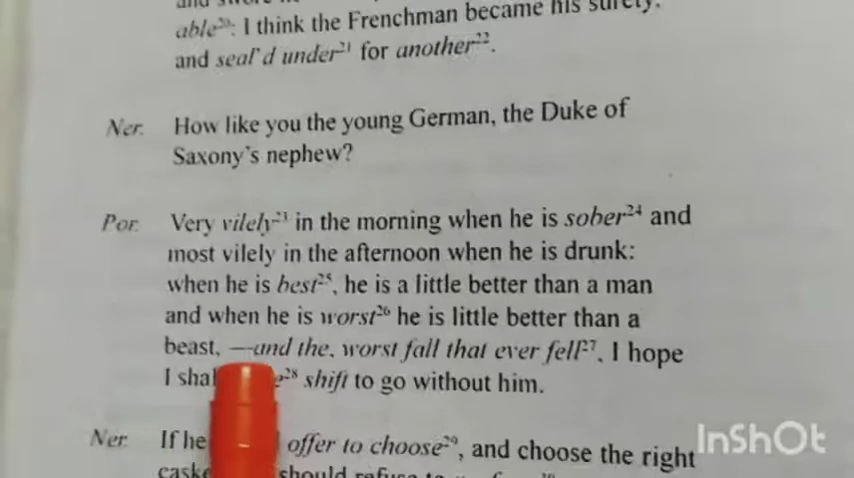 able²⁰: I think the Frenchman became his surety,
and seal'd under²¹ for another²².
Ner. How like you the young German, the Duke of
Saxony's nephew?
Por. Very vilely²³ in the morning when he is sober²⁴ and
most vilely in the afternoon when he is drunk:
when he is best²⁵, he is a little better than a man
and when he is worst²⁶ he is little better than a
beast, —and the, worst fall that ever fell²⁷, I hope
I shal ²⁸ shift to go without him.
Ner. If he offer to choose²⁹, and choose the right
caske should refuse to
InShOt